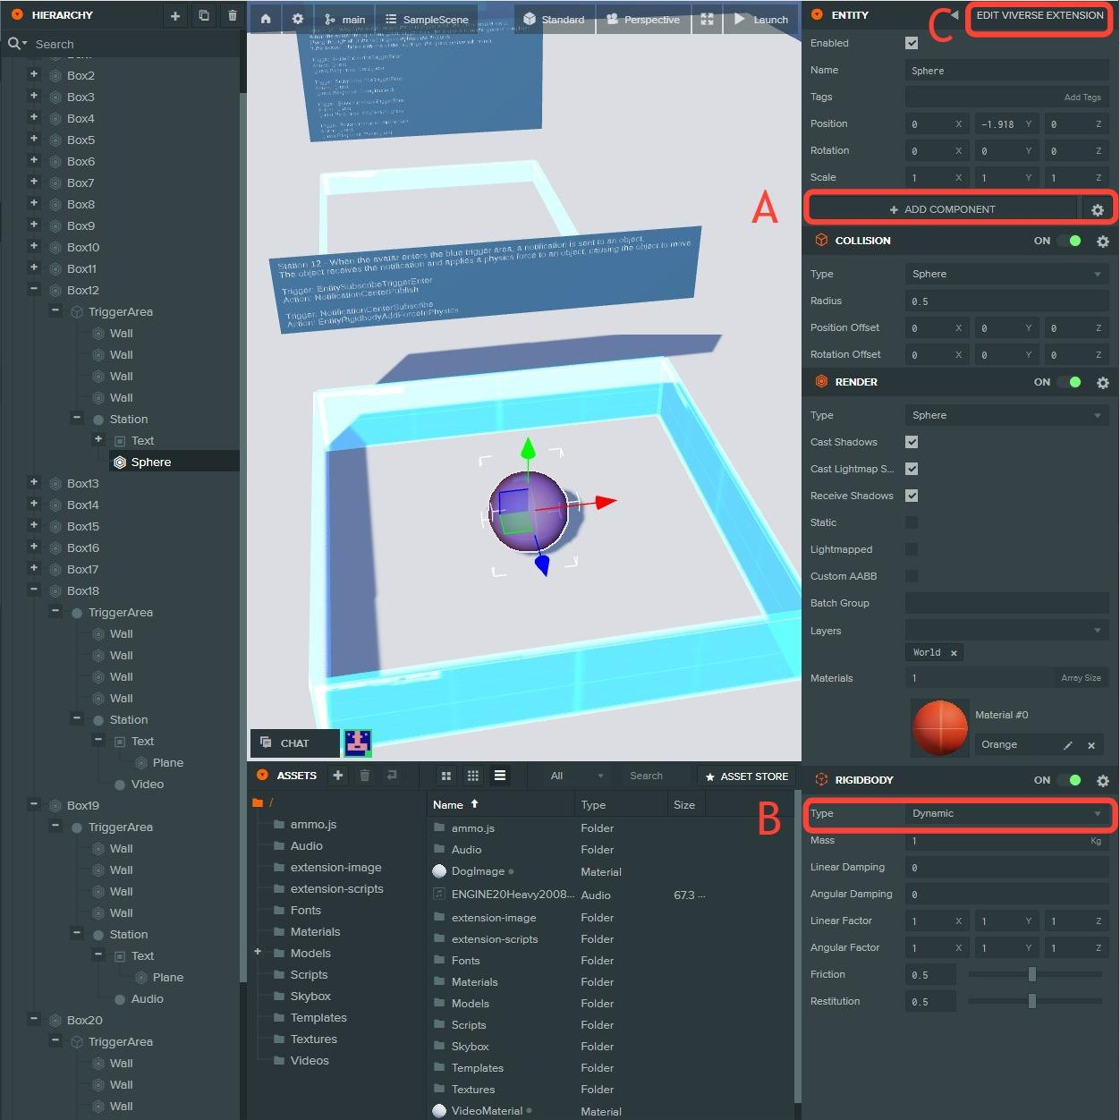 HIERARCHY
Search
Box2
Box3
Box4
Box5
Box6
Box7
Box8
Box9
Box10
Box11
Box12
TriggerArea
Wall
Wall
Wall
Wall
Station
Text
Sphere
Box13
Box14
Box15
Box16
Box17
Box18
TriggerArea
Wall
Wall
Wall
Wall
Station
Text
Plane
Video
Box19
TriggerArea
Wall
Wall
Wall
Wall
Station
Text
Plane
Audio
Box20
TriggerArea
Wall
Wall
Wall
main SampleScene Standard Perspective Launch
Station 12 - When the avatar enters the blue trigger area, a notification is sent to an object.
The object receives the notification and applies a physics force to an object, causing the object to move
Trigger: EntitySubscribeTriggerEnter
Action: NotificationCenterPublish
Trigger: NotificationCenterSubscribe
Action: EntityRigidbodyAddForceInPhysics
A
CHAT
ASSETS All Search ASSET STORE
/
ammo.js
Audio
extension-image
extension-scripts
Fonts
Materials
Models
Scripts
Skybox
Templates
Textures
Videos
Name Type Size
ammo.js Folder
Audio Folder
DogImage Material
ENGINE20Heavy2008... Audio 67.3 ...
extension-image Folder
extension-scripts Folder
Fonts Folder
Materials Folder
Models Folder
Scripts Folder
Skybox Folder
Templates Folder
Textures Folder
VideoMaterial Material
B
ENTITY C EDIT VIVERSE EXTENSION
Enabled
Name Sphere
Tags Add Tags
Position 0 X -1.918 Y 0 Z
Rotation 0 X 0 Y 0 Z
Scale 1 X 1 Y 1 Z
+ ADD COMPONENT
COLLISION ON
Type Sphere
Radius 0.5
Position Offset 0 X 0 Y 0 Z
Rotation Offset 0 X 0 Y 0 Z
RENDER ON
Type Sphere
Cast Shadows
Cast Lightmap S...
Receive Shadows
Static
Lightmapped
Custom AABB
Batch Group
Layers
World ×
Materials 1 Array Size
Material #0
Orange
RIGIDBODY ON
Type Dynamic
Mass 1 Kg
Linear Damping 0
Angular Damping 0
Linear Factor 1 X 1 Y 1 Z
Angular Factor 1 X 1 Y 1 Z
Friction 0.5
Restitution 0.5